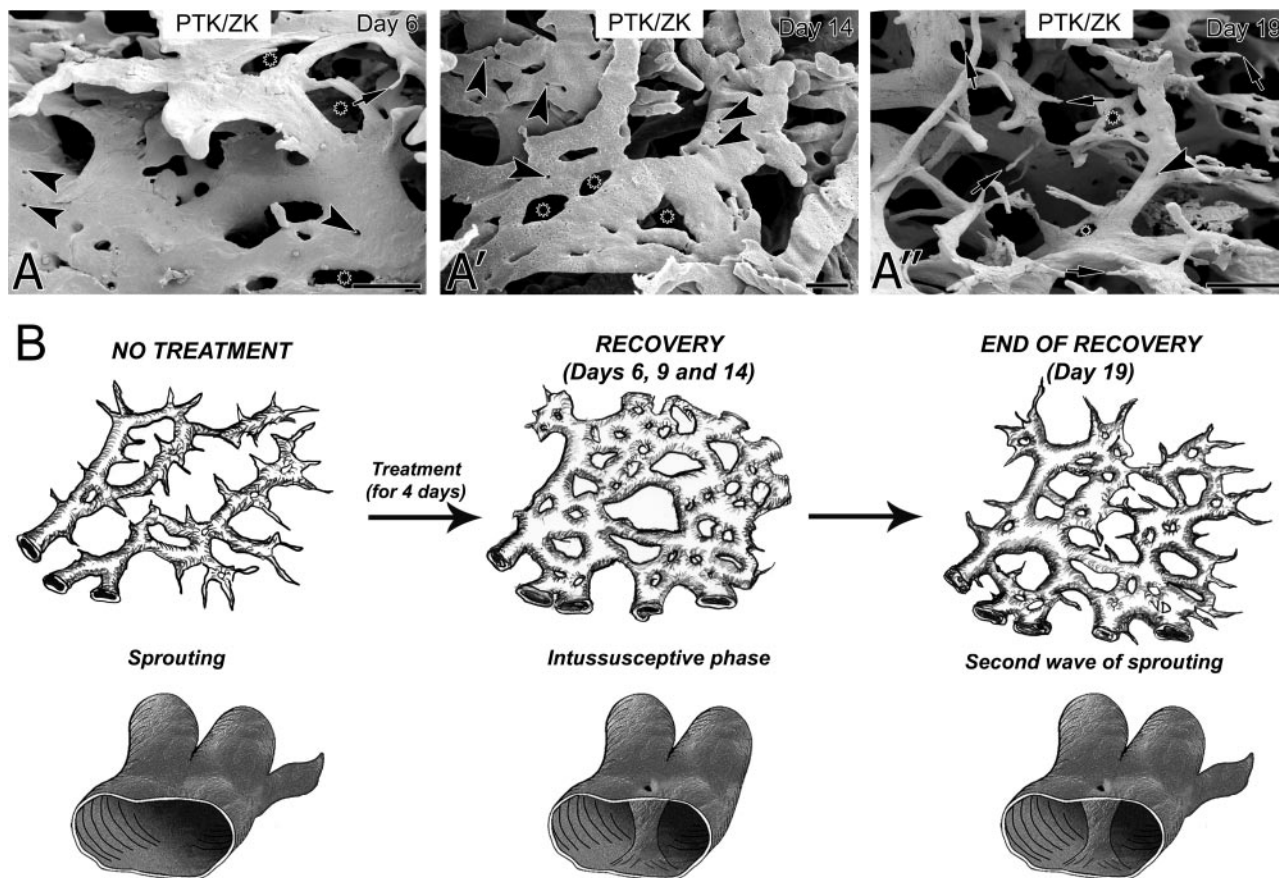 PTK/ZK
Day 6
A
PTK/ZK
Day 14
A'
PTK/ZK
Day 19
A''
B
NO TREATMENT
RECOVERY
(Days 6, 9 and 14)
END OF RECOVERY
(Day 19)
Treatment
(for 4 days)
Sprouting
Intussusceptive phase
Second wave of sprouting